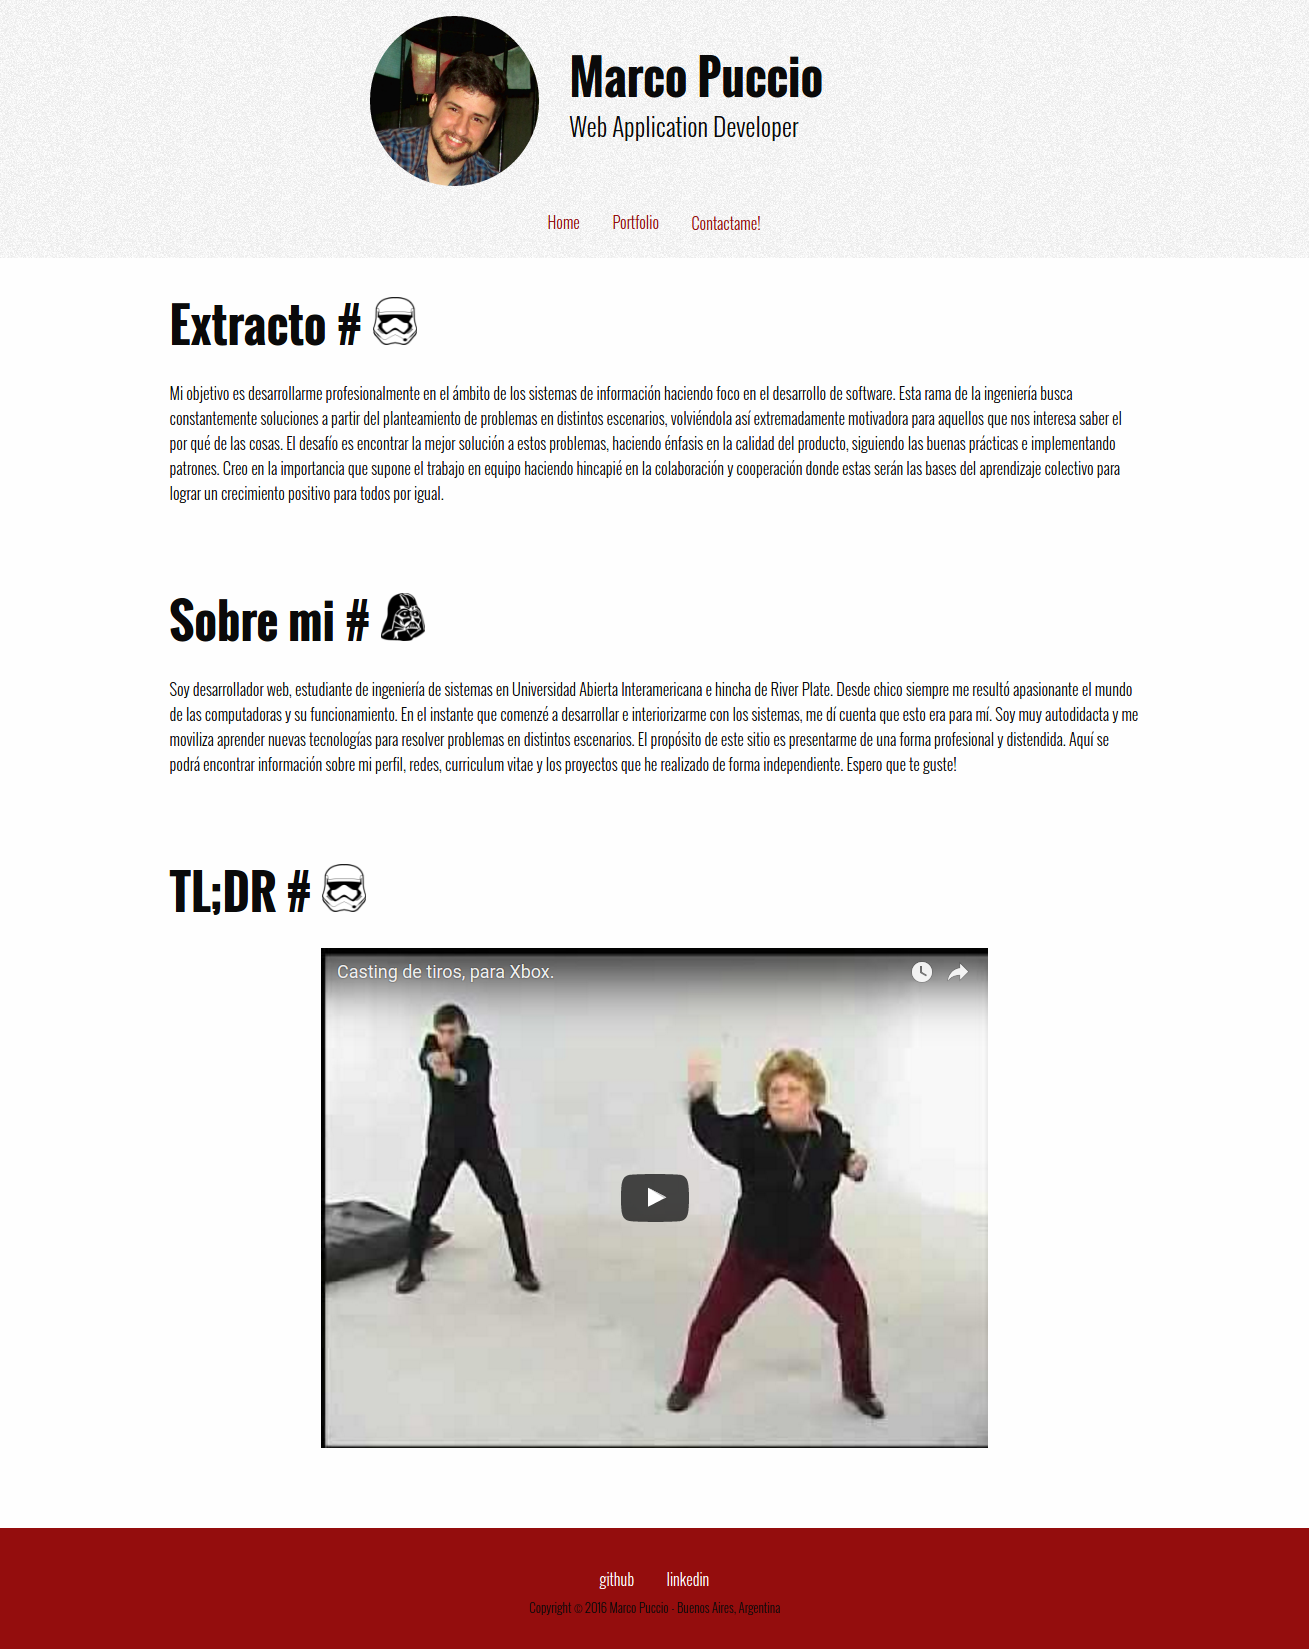 Marco Puccio
Web Application Developer
Home Portfolio Contactame!
Extracto #
Mi objetivo es desarrollarme profesionalmente en el ámbito de los sistemas de información haciendo foco en el desarrollo de software. Esta rama de la ingeniería busca
constantemente soluciones a partir del planteamiento de problemas en distintos escenarios, volviéndola así extremadamente motivadora para aquellos que nos interesa saber el
por qué de las cosas. El desafío es encontrar la mejor solución a estos problemas, haciendo énfasis en la calidad del producto, siguiendo las buenas prácticas e implementando
patrones. Creo en la importancia que supone el trabajo en equipo haciendo hincapié en la colaboración y cooperación donde estas serán las bases del aprendizaje colectivo para
lograr un crecimiento positivo para todos por igual.
Sobre mi #
Soy desarrollador web, estudiante de ingeniería de sistemas en Universidad Abierta Interamericana e hincha de River Plate. Desde chico siempre me resultó apasionante el mundo
de las computadoras y su funcionamiento. En el instante que comenzé a desarrollar e interiorizarme con los sistemas, me dí cuenta que esto era para mí. Soy muy autodidacta y me
moviliza aprender nuevas tecnologías para resolver problemas en distintos escenarios. El propósito de este sitio es presentarme de una forma profesional y distendida. Aquí se
podrá encontrar información sobre mi perfil, redes, curriculum vitae y los proyectos que he realizado de forma independiente. Espero que te guste!
TL;DR #
Casting de tiros, para Xbox.
github linkedin
Copyright © 2016 Marco Puccio - Buenos Aires, Argentina